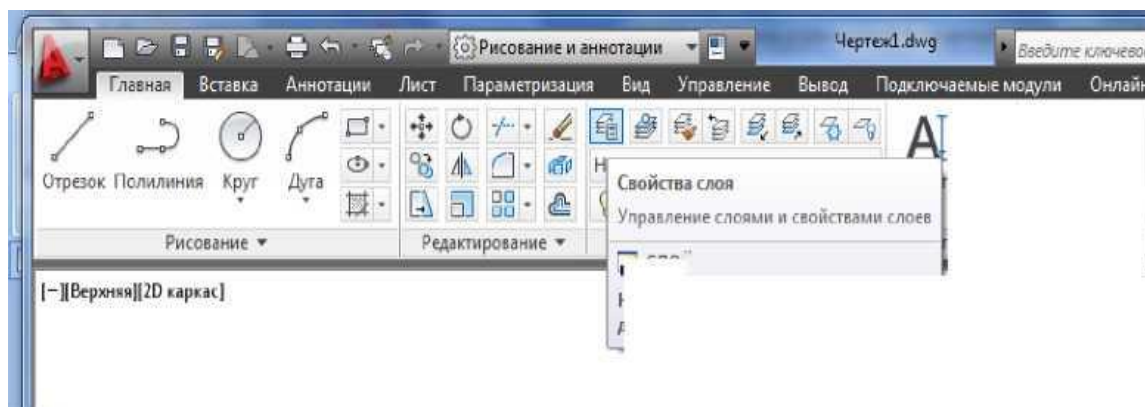 Рисование и аннотации Чертеж1.dwg Введите ключево
Главная Вставка Аннотации Лист Параметризация Вид Управление Вывод Подключаемые модули Онлайн
Отрезок Полилиния Круг Дуга
Рисование Редактирование
Свойства слоя
Управление слоями и свойствами слоев
[−][Верхняя][2D каркас]